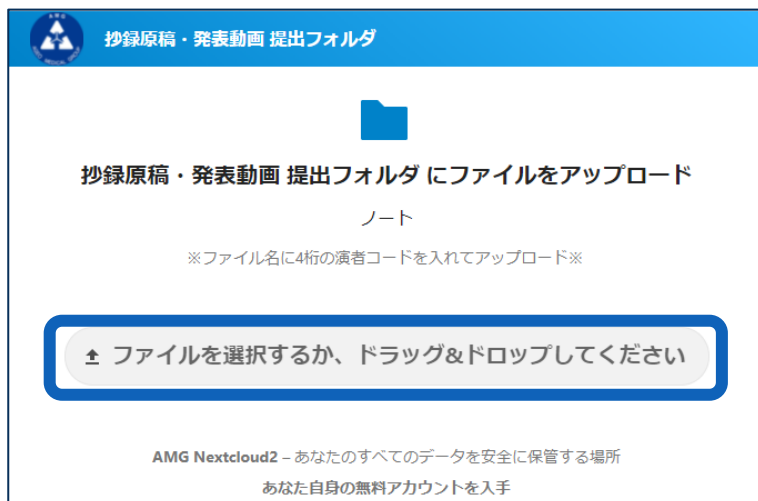 抄録原稿・発表動画 提出フォルダ
抄録原稿・発表動画 提出フォルダ にファイルをアップロード
ノート
※ファイル名に4桁の演者コードを入れてアップロード※
ファイルを選択するか、ドラッグ&ドロップしてください
AMG Nextcloud2 – あなたのすべてのデータを安全に保管する場所
あなた自身の無料アカウントを入手